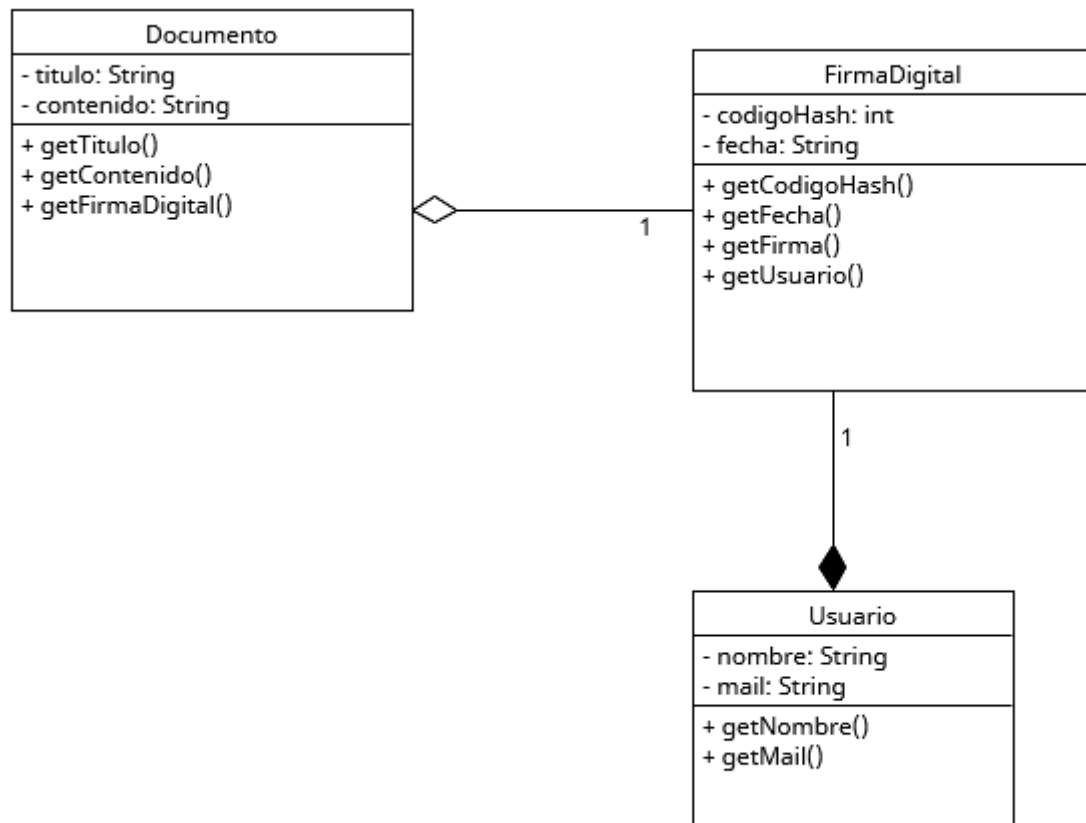 Documento
- titulo: String
- contenido: String
+ getTitulo()
+ getContenido()
+ getFirmaDigital()
1
FirmaDigital
- codigoHash: int
- fecha: String
+ getCodigoHash()
+ getFecha()
+ getFirma()
+ getUsuario()
1
Usuario
- nombre: String
- mail: String
+ getNombre()
+ getMail()